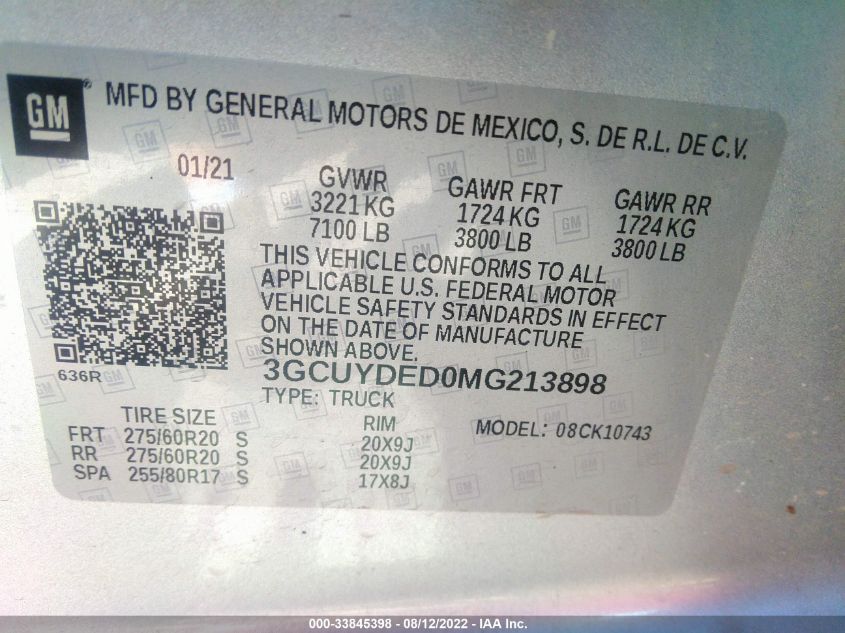 GM ® MFD BY GENERAL MOTORS DE MEXICO, S. DE R.L. DE C.V.
01/21
GVWR
3221 KG
7100 LB
GAWR FRT
1724 KG
3800 LB
GAWR RR
1724 KG
3800 LB
THIS VEHICLE CONFORMS TO ALL
APPLICABLE U.S. FEDERAL MOTOR
VEHICLE SAFETY STANDARDS IN EFFECT
ON THE DATE OF MANUFACTURE
SHOWN ABOVE.
636R
3GCUYDED0MG213898
TYPE: TRUCK
TIRE SIZE RIM MODEL: 08CK10743
FRT 275/60R20 S 20X9J
RR 275/60R20 S 20X9J
SPA 255/80R17 S 17X8J
000-33845398 - 08/12/2022 - IAA Inc.